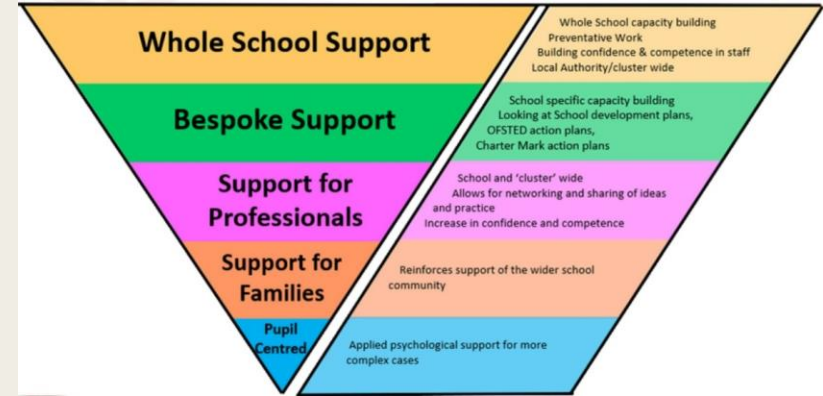 Whole School Support
Whole School capacity building
Preventative Work
Building confidence & competence in staff
Local Authority/cluster wide
Bespoke Support
School specific capacity building
Looking at School development plans,
OFSTED action plans,
Charter Mark action plans
Support for
Professionals
School and ‘cluster’ wide
Allows for networking and sharing of ideas
and practice
Increase in confidence and competence
Support for
Families
Reinforces support of the wider school
community
Pupil
Centred
Applied psychological support for more
complex cases